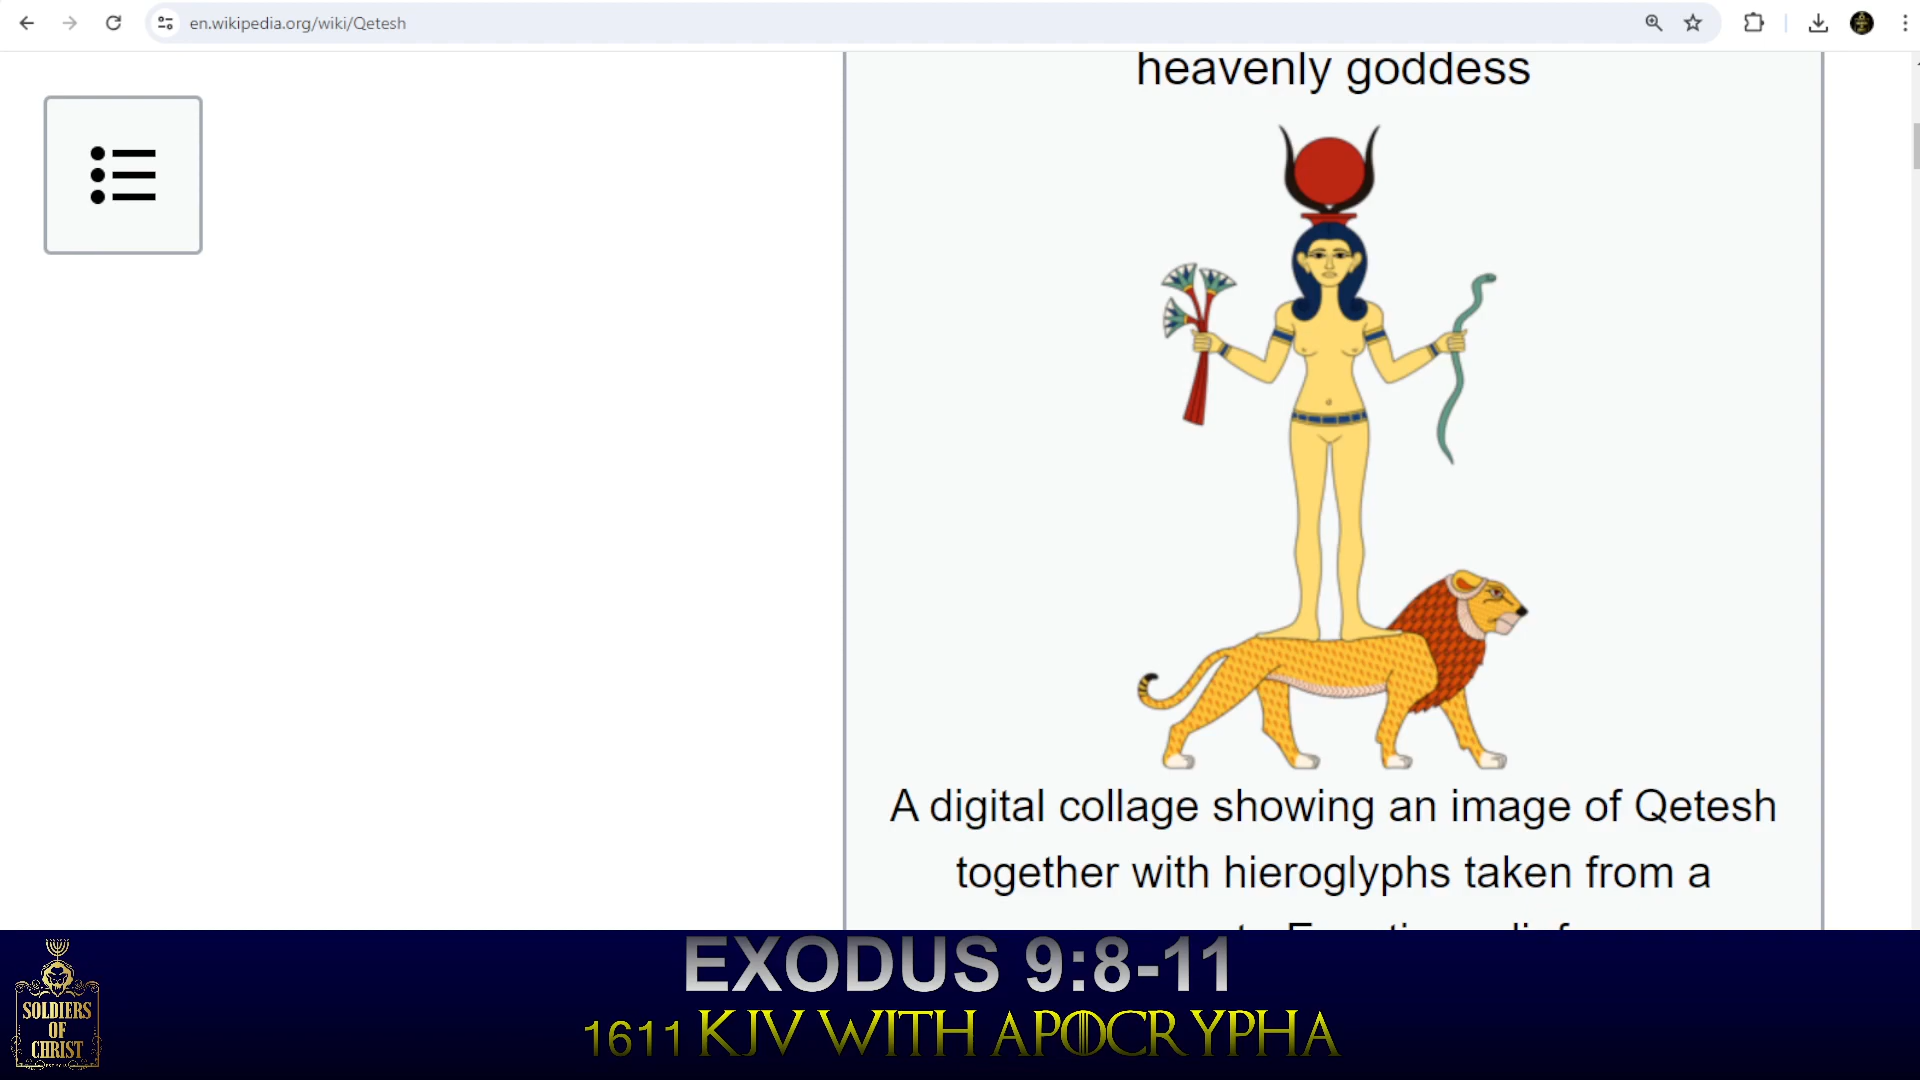 en.wikipedia.org/wiki/Qetesh
heavenly goddess
A digital collage showing an image of Qetesh
together with hieroglyphs taken from a
EXODUS 9:8-11
1611 KJV WITH APOCRYPHA
SOLDIERS
OF
CHRIST